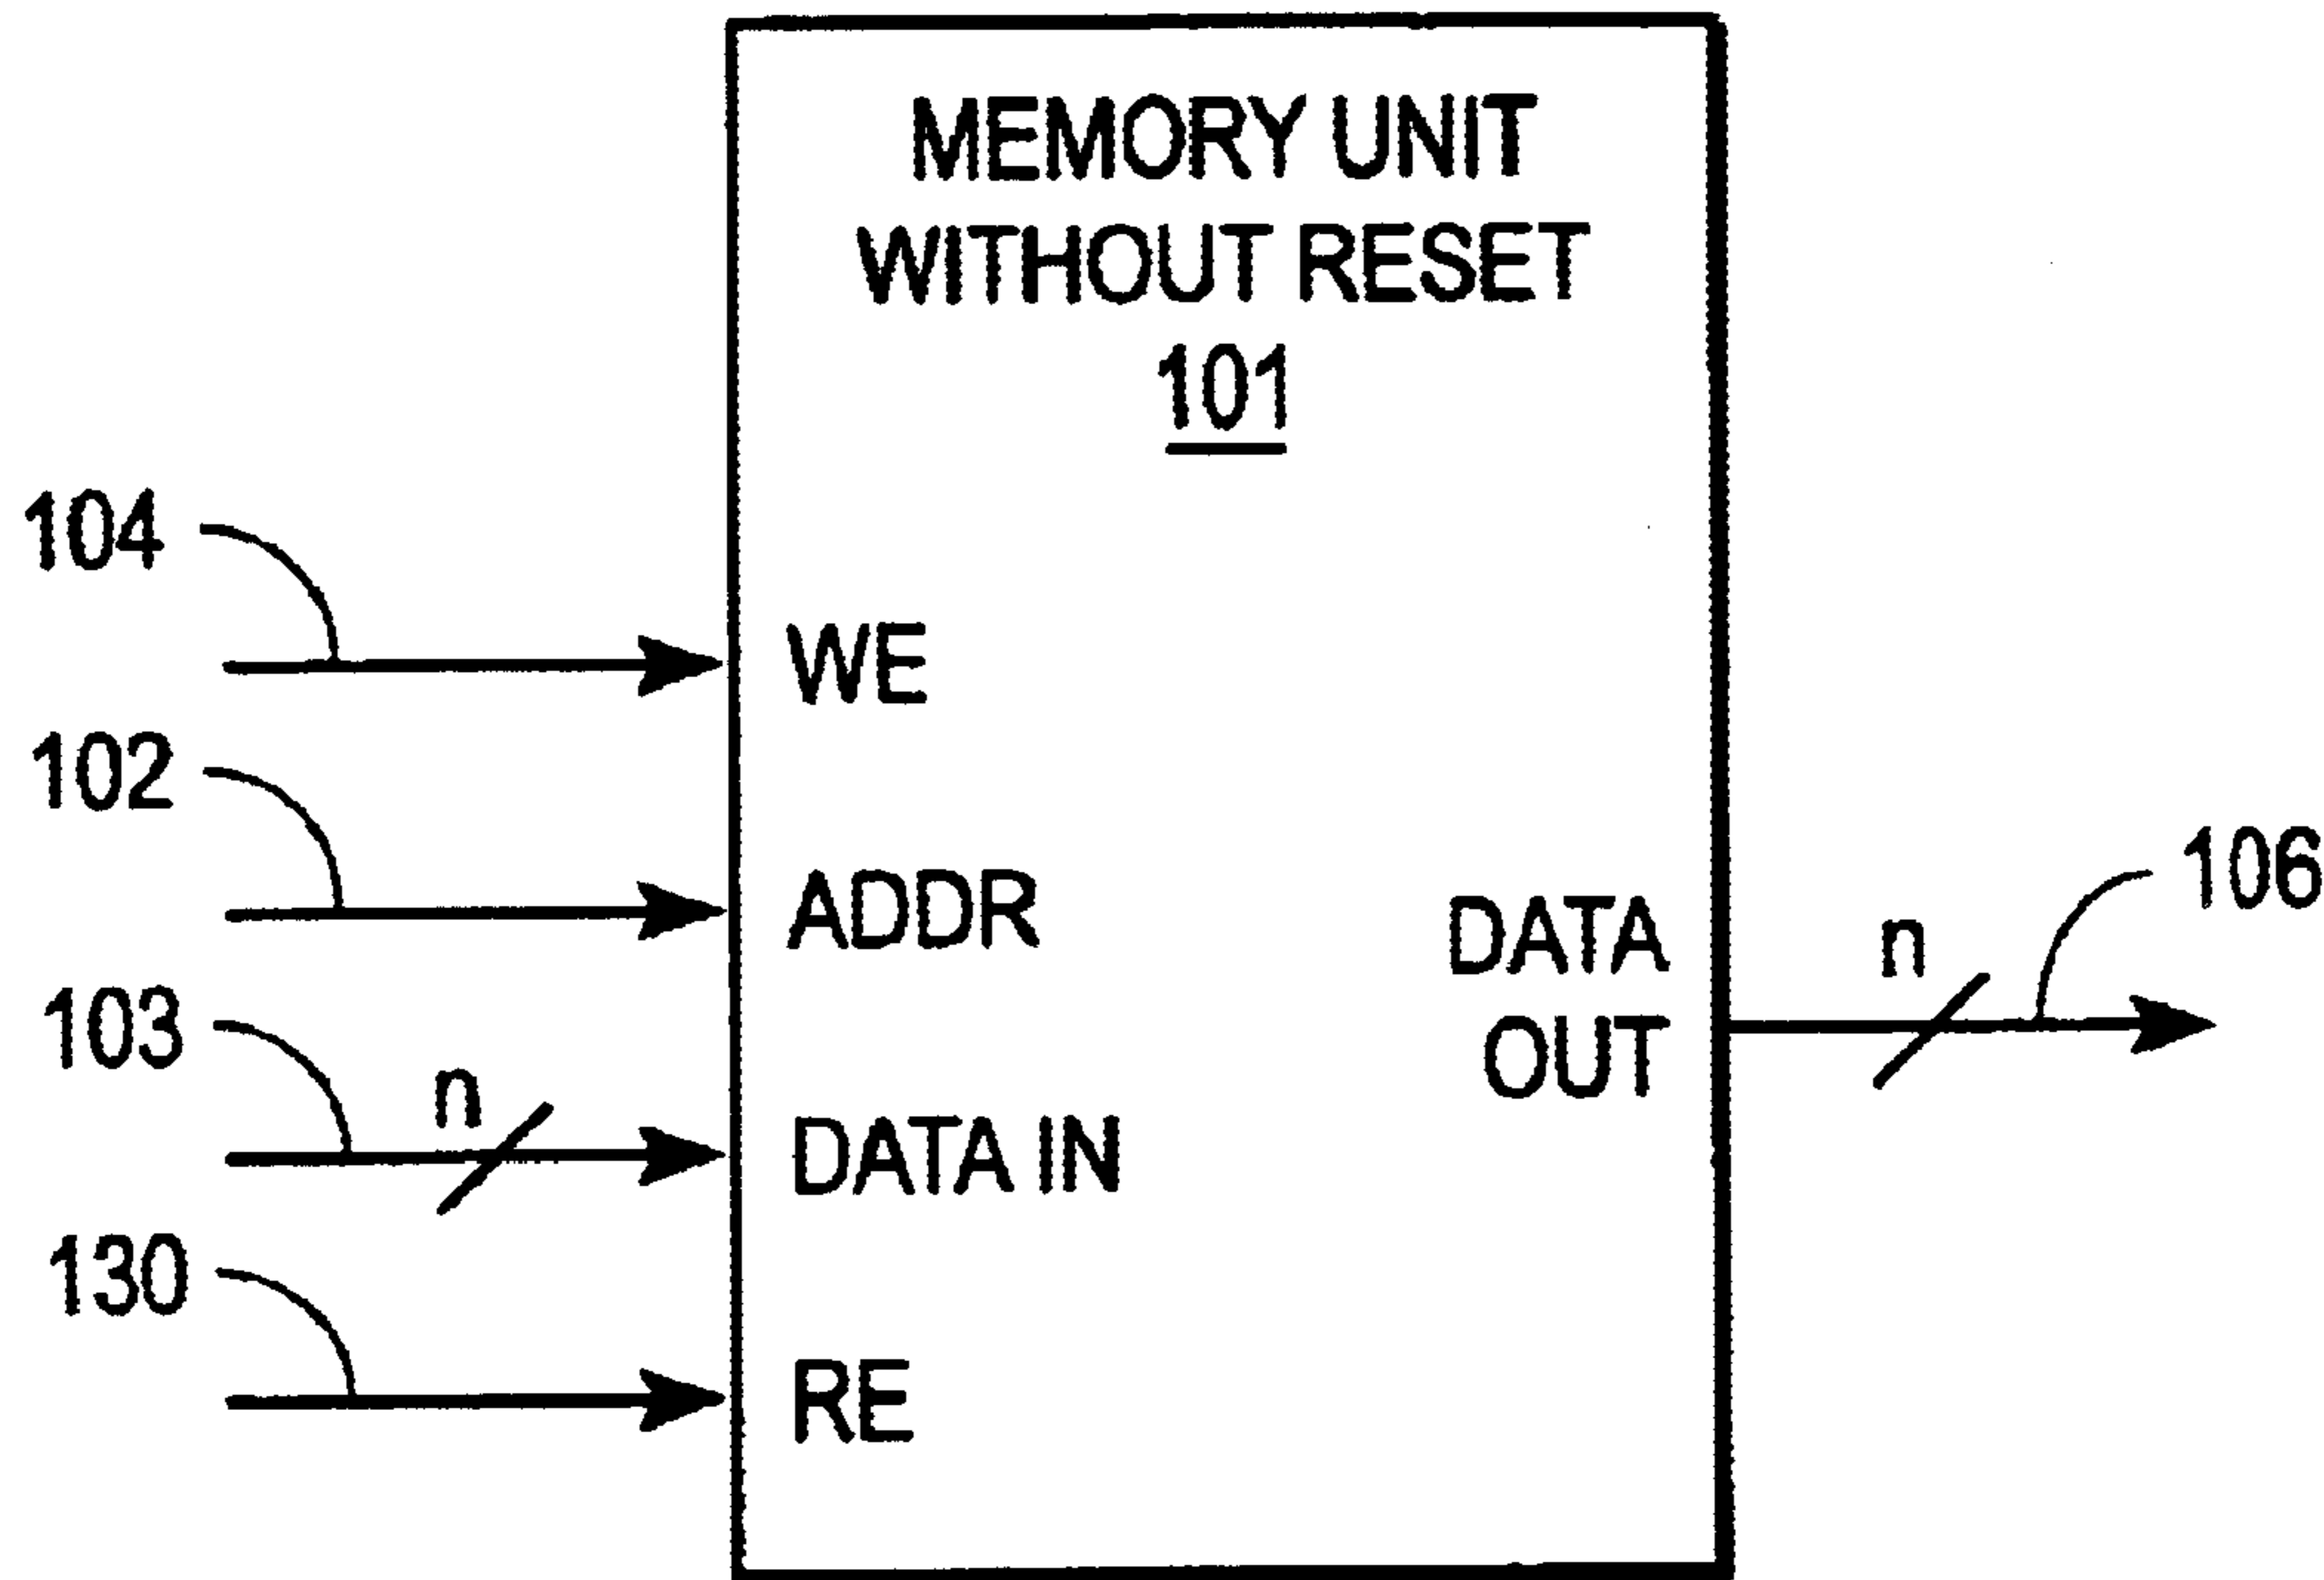 MEMORY UNIT
WITHOUT RESET
101
104
WE
102
ADDR
103
n
DATA IN
130
RE
DATA
OUT
n
106